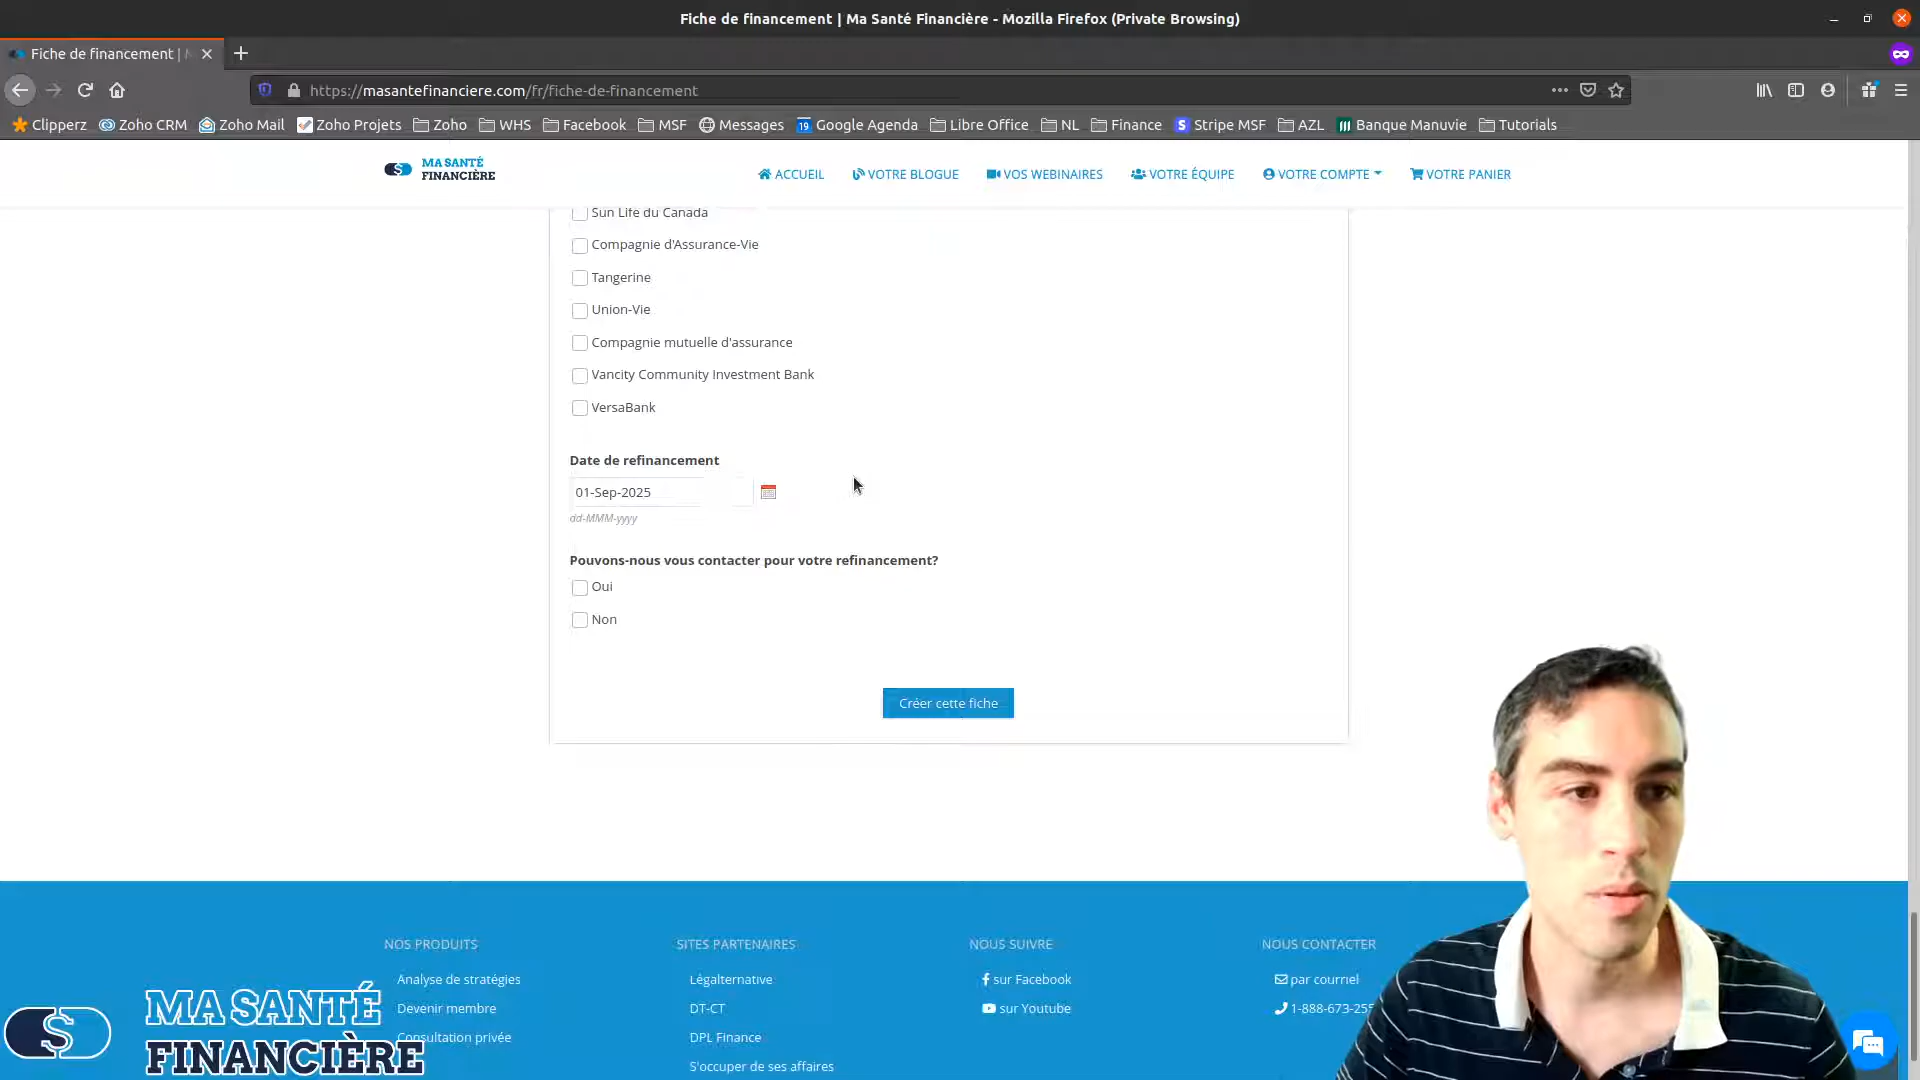 Fiche de financement | Ma Santé Financière - Mozilla Firefox (Private Browsing)
Fiche de financement |
https://masantefinanciere.com/fr/fiche-de-financement
Clipperz Zoho CRM Zoho Mail Zoho Projets Zoho WHS Facebook MSF Messages Google Agenda Libre Office NL Finance Stripe MSF AZL Banque Manuvie Tutorials
MA SANTÉ
FINANCIÈRE
ACCUEIL VOTRE BLOGUE VOS WEBINAIRES VOTRE ÉQUIPE VOTRE COMPTE VOTRE PANIER
Sun Life du Canada
Compagnie d'Assurance-Vie
Tangerine
Union-Vie
Compagnie mutuelle d'assurance
Vancity Community Investment Bank
VersaBank
Date de refinancement
01-Sep-2025
dd-MMM-yyyy
Pouvons-nous vous contacter pour votre refinancement?
Oui
Non
Créer cette fiche
NOS PRODUITS
Analyse de stratégies
Devenir membre
Consultation privée
SITES PARTENAIRES
Légalternative
DT-CT
DPL Finance
S'occuper de ses affaires
NOUS SUIVRE
sur Facebook
sur Youtube
NOUS CONTACTER
par courriel
1-888-673-255
MA SANTÉ
FINANCIÈRE